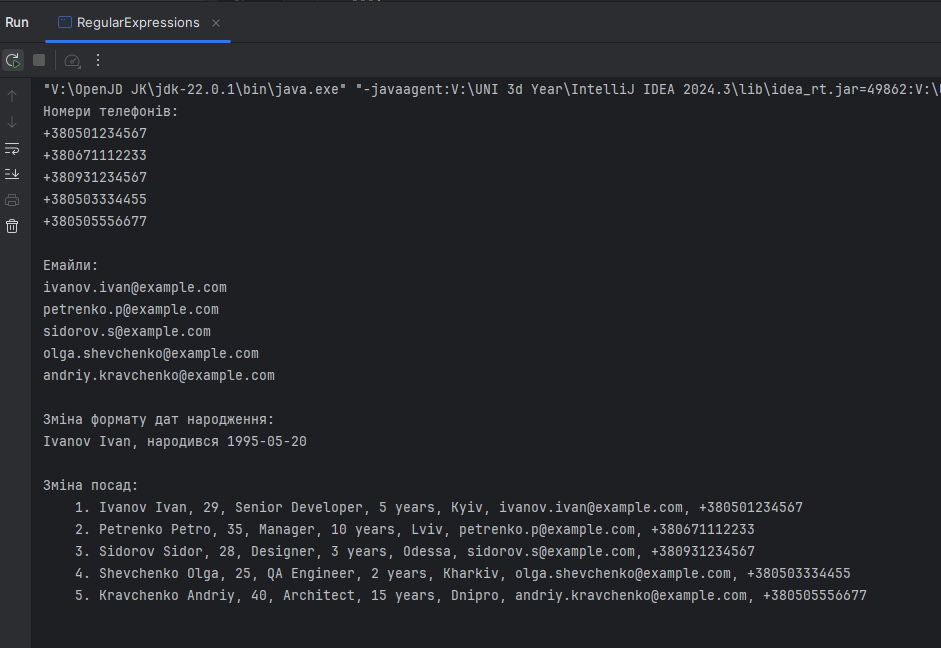 Run
RegularExpressions
"V:\OpenJD JK\jdk-22.0.1\bin\java.exe" "-javaagent:V:\UNI 3d Year\IntelliJ IDEA 2024.3\lib\idea_rt.jar=49862:V:\
Номери телефонів:
+380501234567
+380671112233
+380931234567
+380503334455
+380505556677
Емайли:
ivanov.ivan@example.com
petrenko.p@example.com
sidorov.s@example.com
olga.shevchenko@example.com
andriy.kravchenko@example.com
Зміна формату дат народження:
Ivanov Ivan, народився 1995-05-20
Зміна посад:
1. Ivanov Ivan, 29, Senior Developer, 5 years, Kyiv, ivanov.ivan@example.com, +380501234567
2. Petrenko Petro, 35, Manager, 10 years, Lviv, petrenko.p@example.com, +380671112233
3. Sidorov Sidor, 28, Designer, 3 years, Odessa, sidorov.s@example.com, +380931234567
4. Shevchenko Olga, 25, QA Engineer, 2 years, Kharkiv, olga.shevchenko@example.com, +380503334455
5. Kravchenko Andriy, 40, Architect, 15 years, Dnipro, andriy.kravchenko@example.com, +380505556677